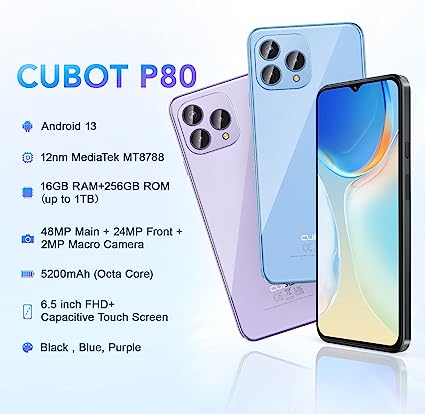 CUBOT P80
Android 13
12nm MediaTek MT8788
16GB RAM+256GB ROM
(up to 1TB)
48MP Main + 24MP Front +
2MP Macro Camera
5200mAh (Octa Core)
6.5 inch FHD+
Capacitive Touch Screen
Black , Blue, Purple